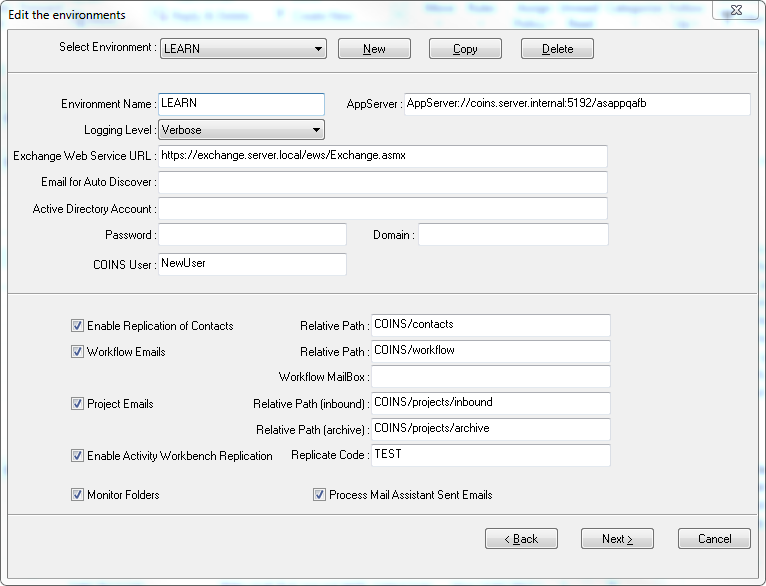 Edit the environments
Select Environment : LEARN New Copy Delete
Environment Name : LEARN AppServer : AppServer://coins.server.internal:5192/asappqafb
Logging Level : Verbose
Exchange Web Service URL : https://exchange.server.local/ews/Exchange.asmx
Email for Auto Discover :
Active Directory Account :
Password : Domain :
COINS User : NewUser
Enable Replication of Contacts Relative Path : COINS/contacts
Workflow Emails Relative Path : COINS/workflow
Workflow MailBox :
Project Emails Relative Path (inbound) : COINS/projects/inbound
Relative Path (archive) : COINS/projects/archive
Enable Activity Workbench Replication Replicate Code : TEST
Monitor Folders Process Mail Assistant Sent Emails
< Back Next > Cancel